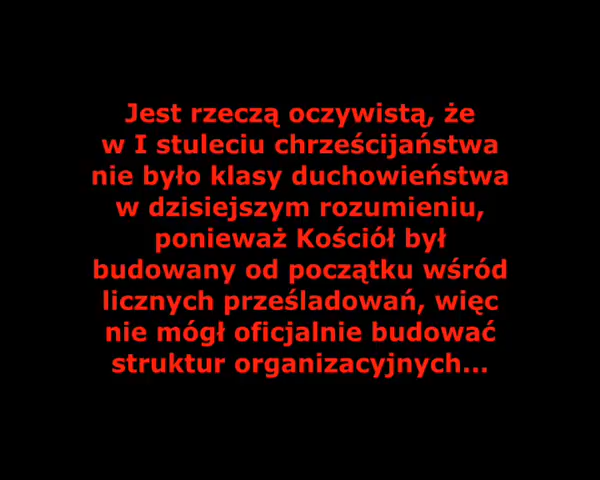 Jest rzeczą oczywistą, że
w I stuleciu chrześcijaństwa
nie było klasy duchowieństwa
w dzisiejszym rozumieniu,
ponieważ Kościół był
budowany od początku wśród
licznych prześladowań, więc
nie mógł oficjalnie budować
struktur organizacyjnych...